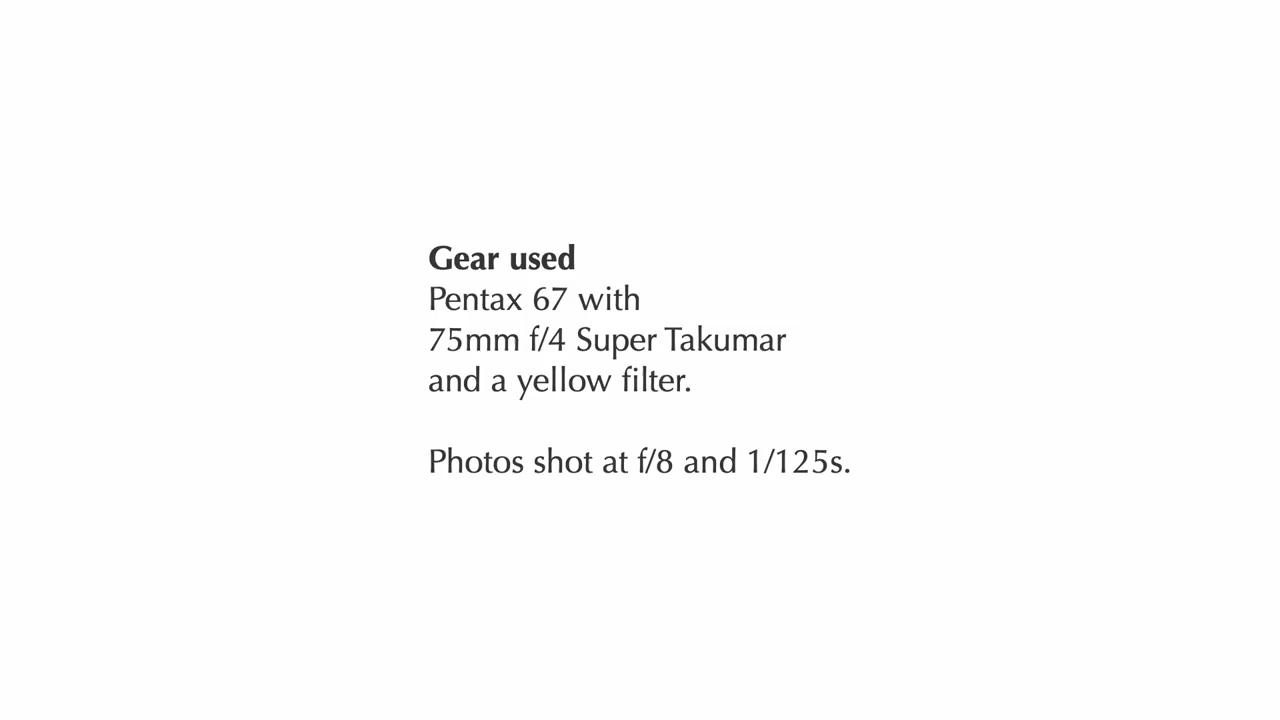 Gear used
Pentax 67 with
75mm f/4 Super Takumar
and a yellow filter.
Photos shot at f/8 and 1/125s.